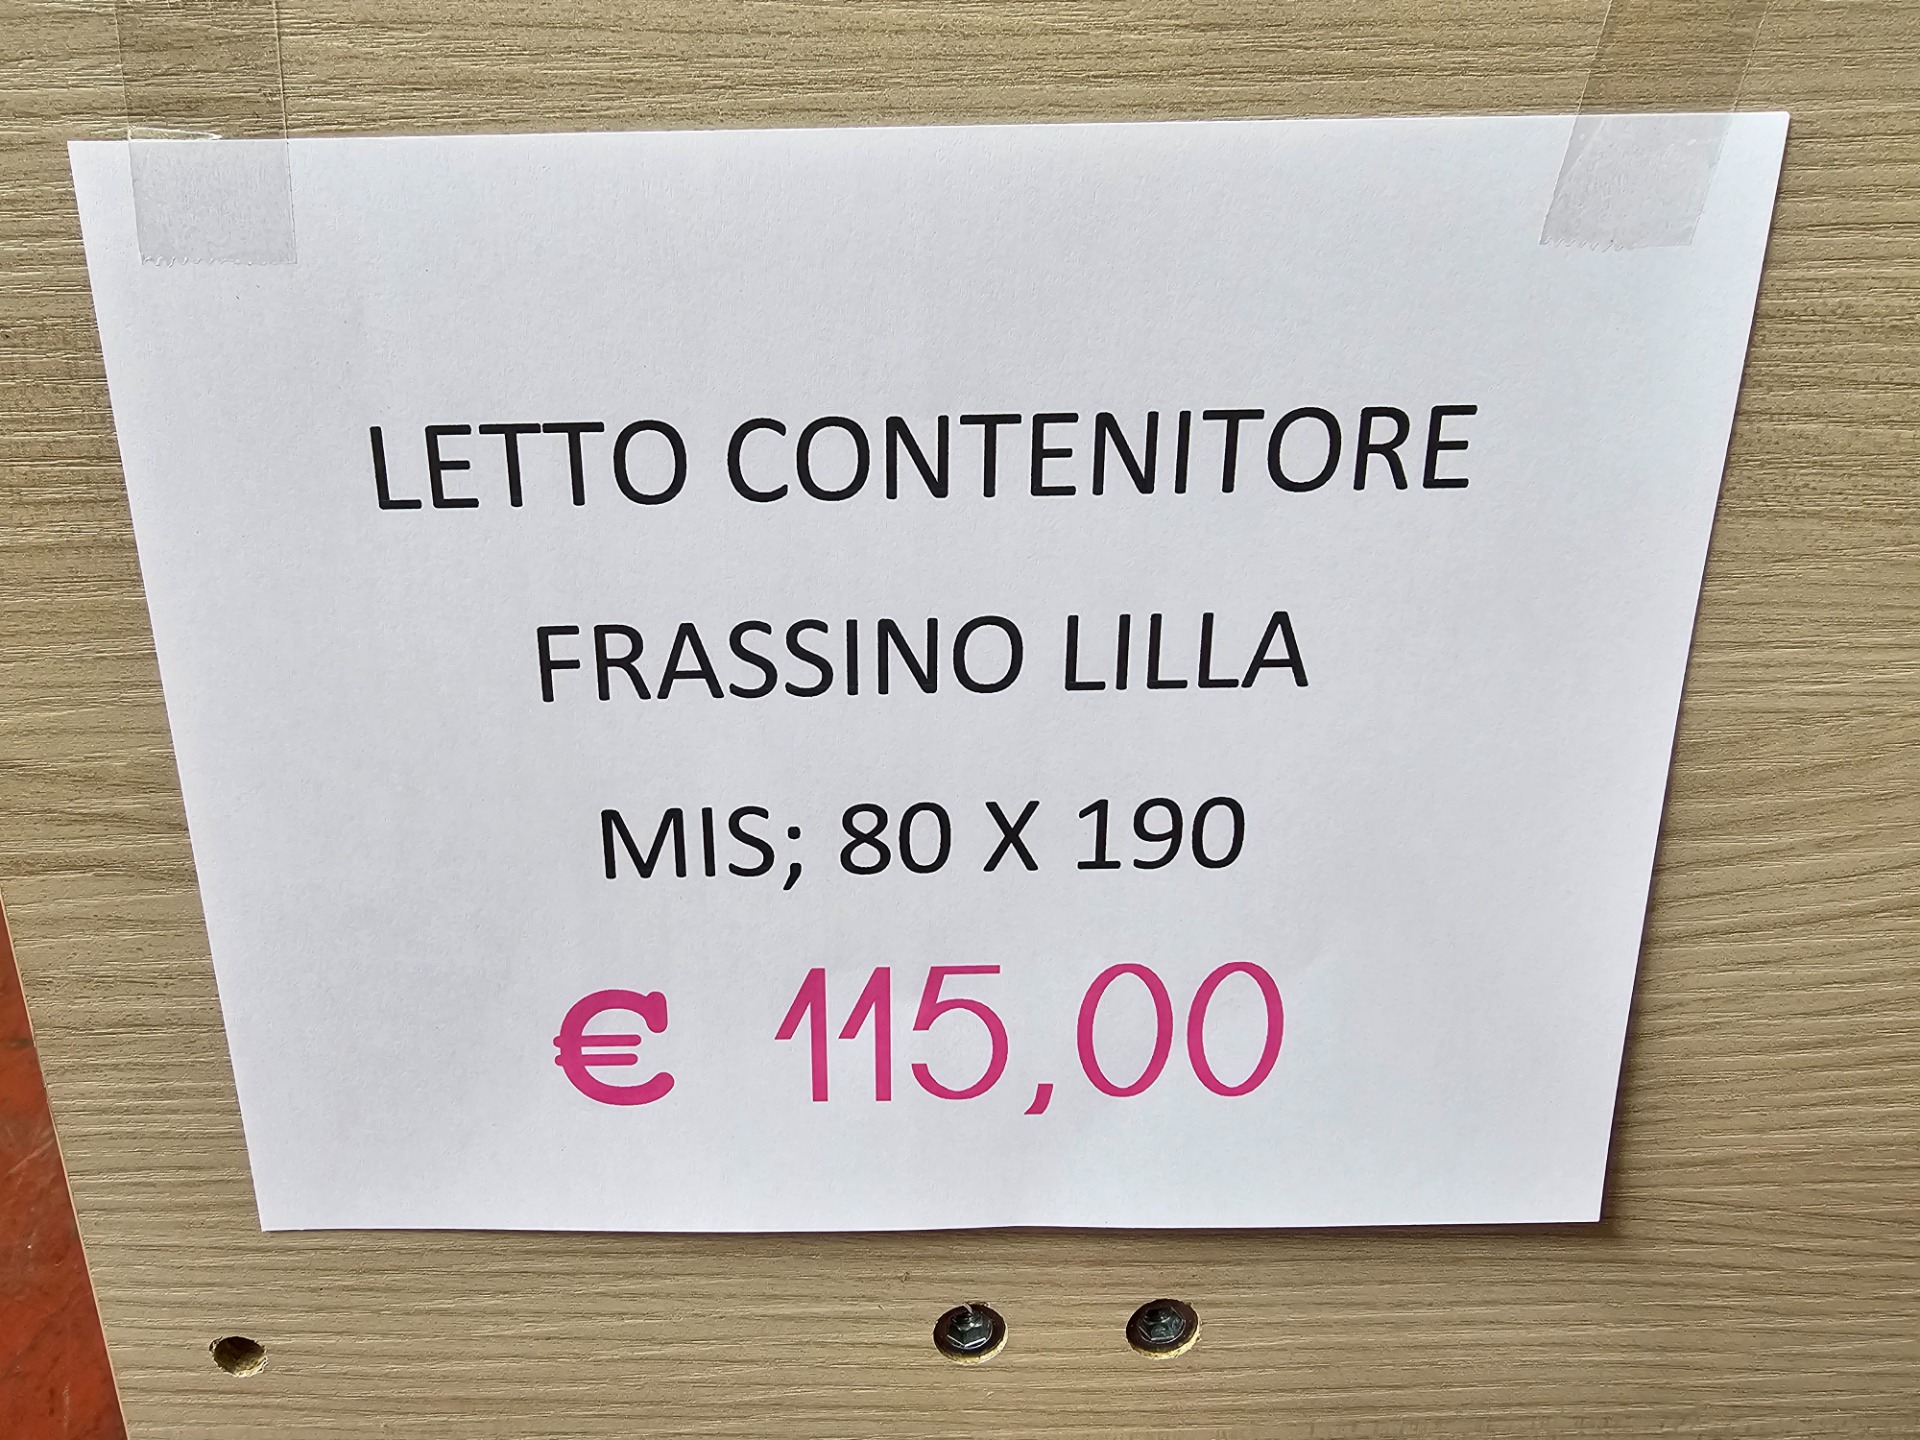 LETTO CONTENITORE
FRASSINO LILLA
MIS; 80 X 190
€ 115,00